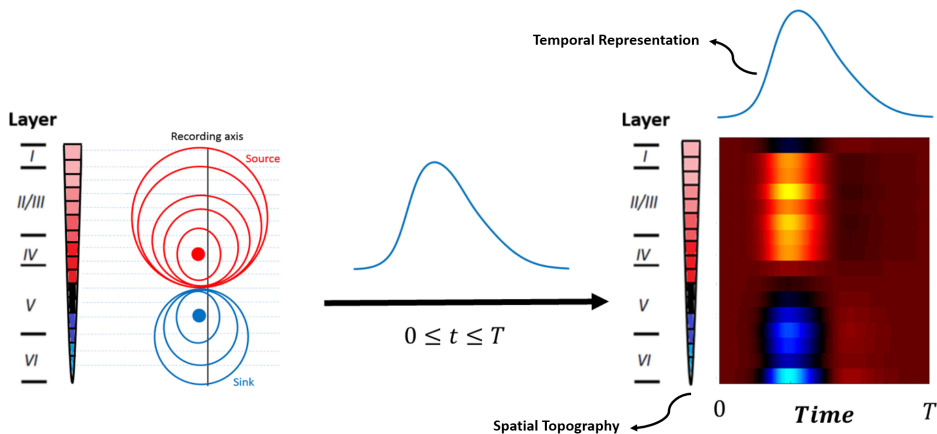 Temporal Representation
Layer
I
II/III
IV
V
VI
Recording axis
Source
Sink
0 ≤ t ≤ T
Layer
I
II/III
IV
V
VI
0
Time
T
Spatial Topography